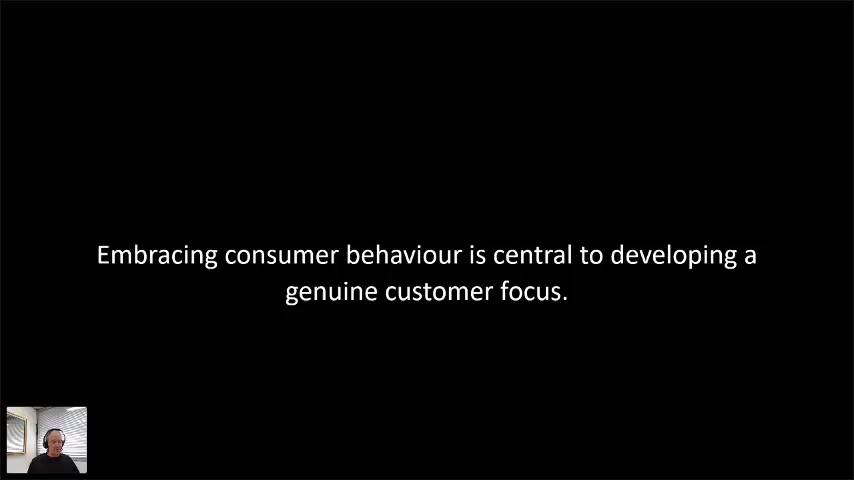 Embracing consumer behaviour is central to developing a
genuine customer focus.